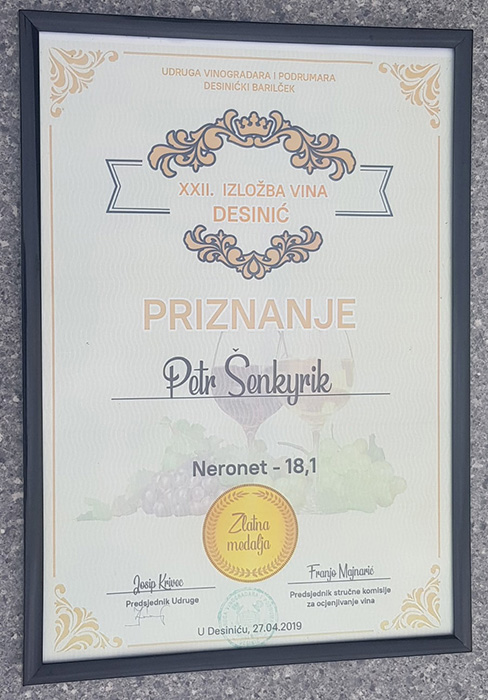 UDRUGA VINOGRADARA I PODRUMARA
DESINIĆKI BARILČEK
XXII. IZLOŽBA VINA
DESINIĆ
PRIZNANJE
Petr Šenkyrik
Neronet - 18,1
Zlatna
medalja
Josip Krivec
Predsjednik Udruge
Franjo Majnarić
Predsjednik stručne komisije
za ocjenjivanje vina
U Desiniću, 27.04.2019